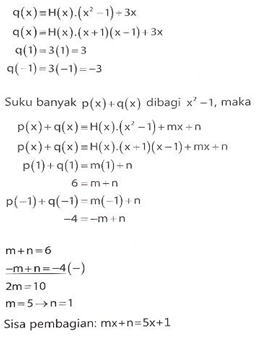 q(x)≡H(x).(x²−1)+3x
q(x)=H(x).(x+1)(x−1)+3x
q(1)=3(1)=3
q(−1)=3(−1)=−3
Suku banyak p(x)+q(x) dibagi x²−1, maka
p(x)+q(x)≡H(x).(x²−1)+mx+n
p(x)+q(x)≡H(x).(x+1)(x−1)+mx+n
p(1)+q(1)=m(1)+n
6=m+n
p(−1)+q(−1)=m(−1)+n
−4=−m+n
m+n=6
−m+n=−4(−)
2m=10
m=5→n=1
Sisa pembagian: mx+n=5x+1